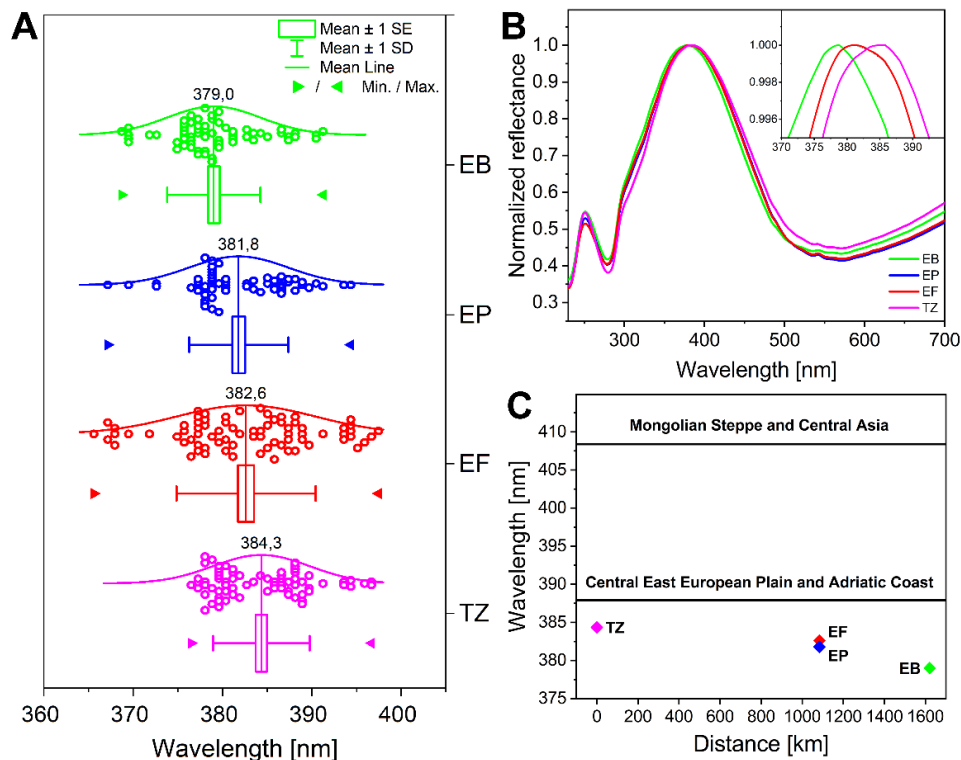 A
Mean ± 1 SE
Mean ± 1 SD
Mean Line
/ Min. / Max.
379,0
EB
381,8
EP
382,6
EF
384,3
TZ
360 370 380 390 400
Wavelength [nm]
B
1.0
0.9
0.8
0.7
0.6
0.5
0.4
0.3
Normalized reflectance
1.000
0.998
0.996
370 375 380 385 390
EB
EP
EF
TZ
300 400 500 600 700
Wavelength [nm]
C
410
405
400
395
390
385
380
375
Wavelength [nm]
Mongolian Steppe and Central Asia
Central East European Plain and Adriatic Coast
TZ
EF
EP
EB
0 200 400 600 800 1000 1200 1400 1600
Distance [km]